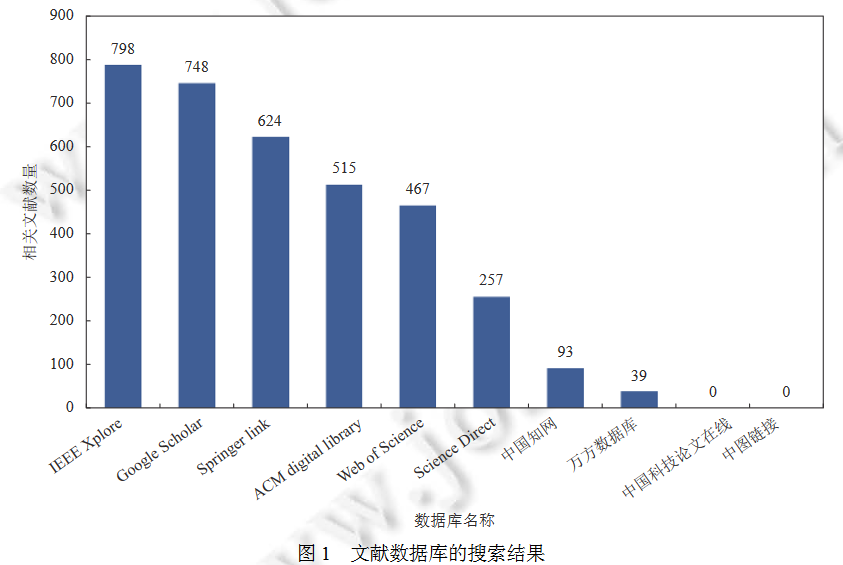 900
800
700
600
500
400
300
200
100
0
相关文献数量
798
748
624
515
467
257
93
39
0
0
IEEE Xplore
Google Scholar
Springer link
ACM digital library
Web of Science
Science Direct
中国知网
万方数据库
中国科技论文在线
中图链接
数据库名称
图 1 文献数据库的搜索结果